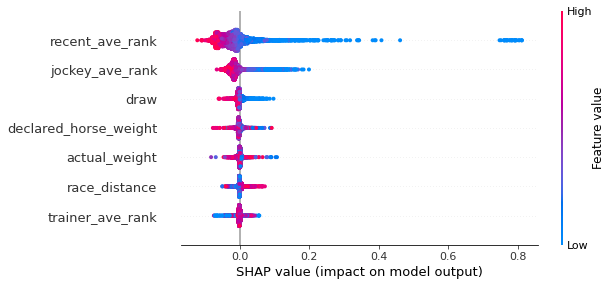 High
recent_ave_rank
jockey_ave_rank
draw
declared_horse_weight
actual_weight
race_distance
trainer_ave_rank
Feature value
Low
0.0 0.2 0.4 0.6 0.8
SHAP value (impact on model output)